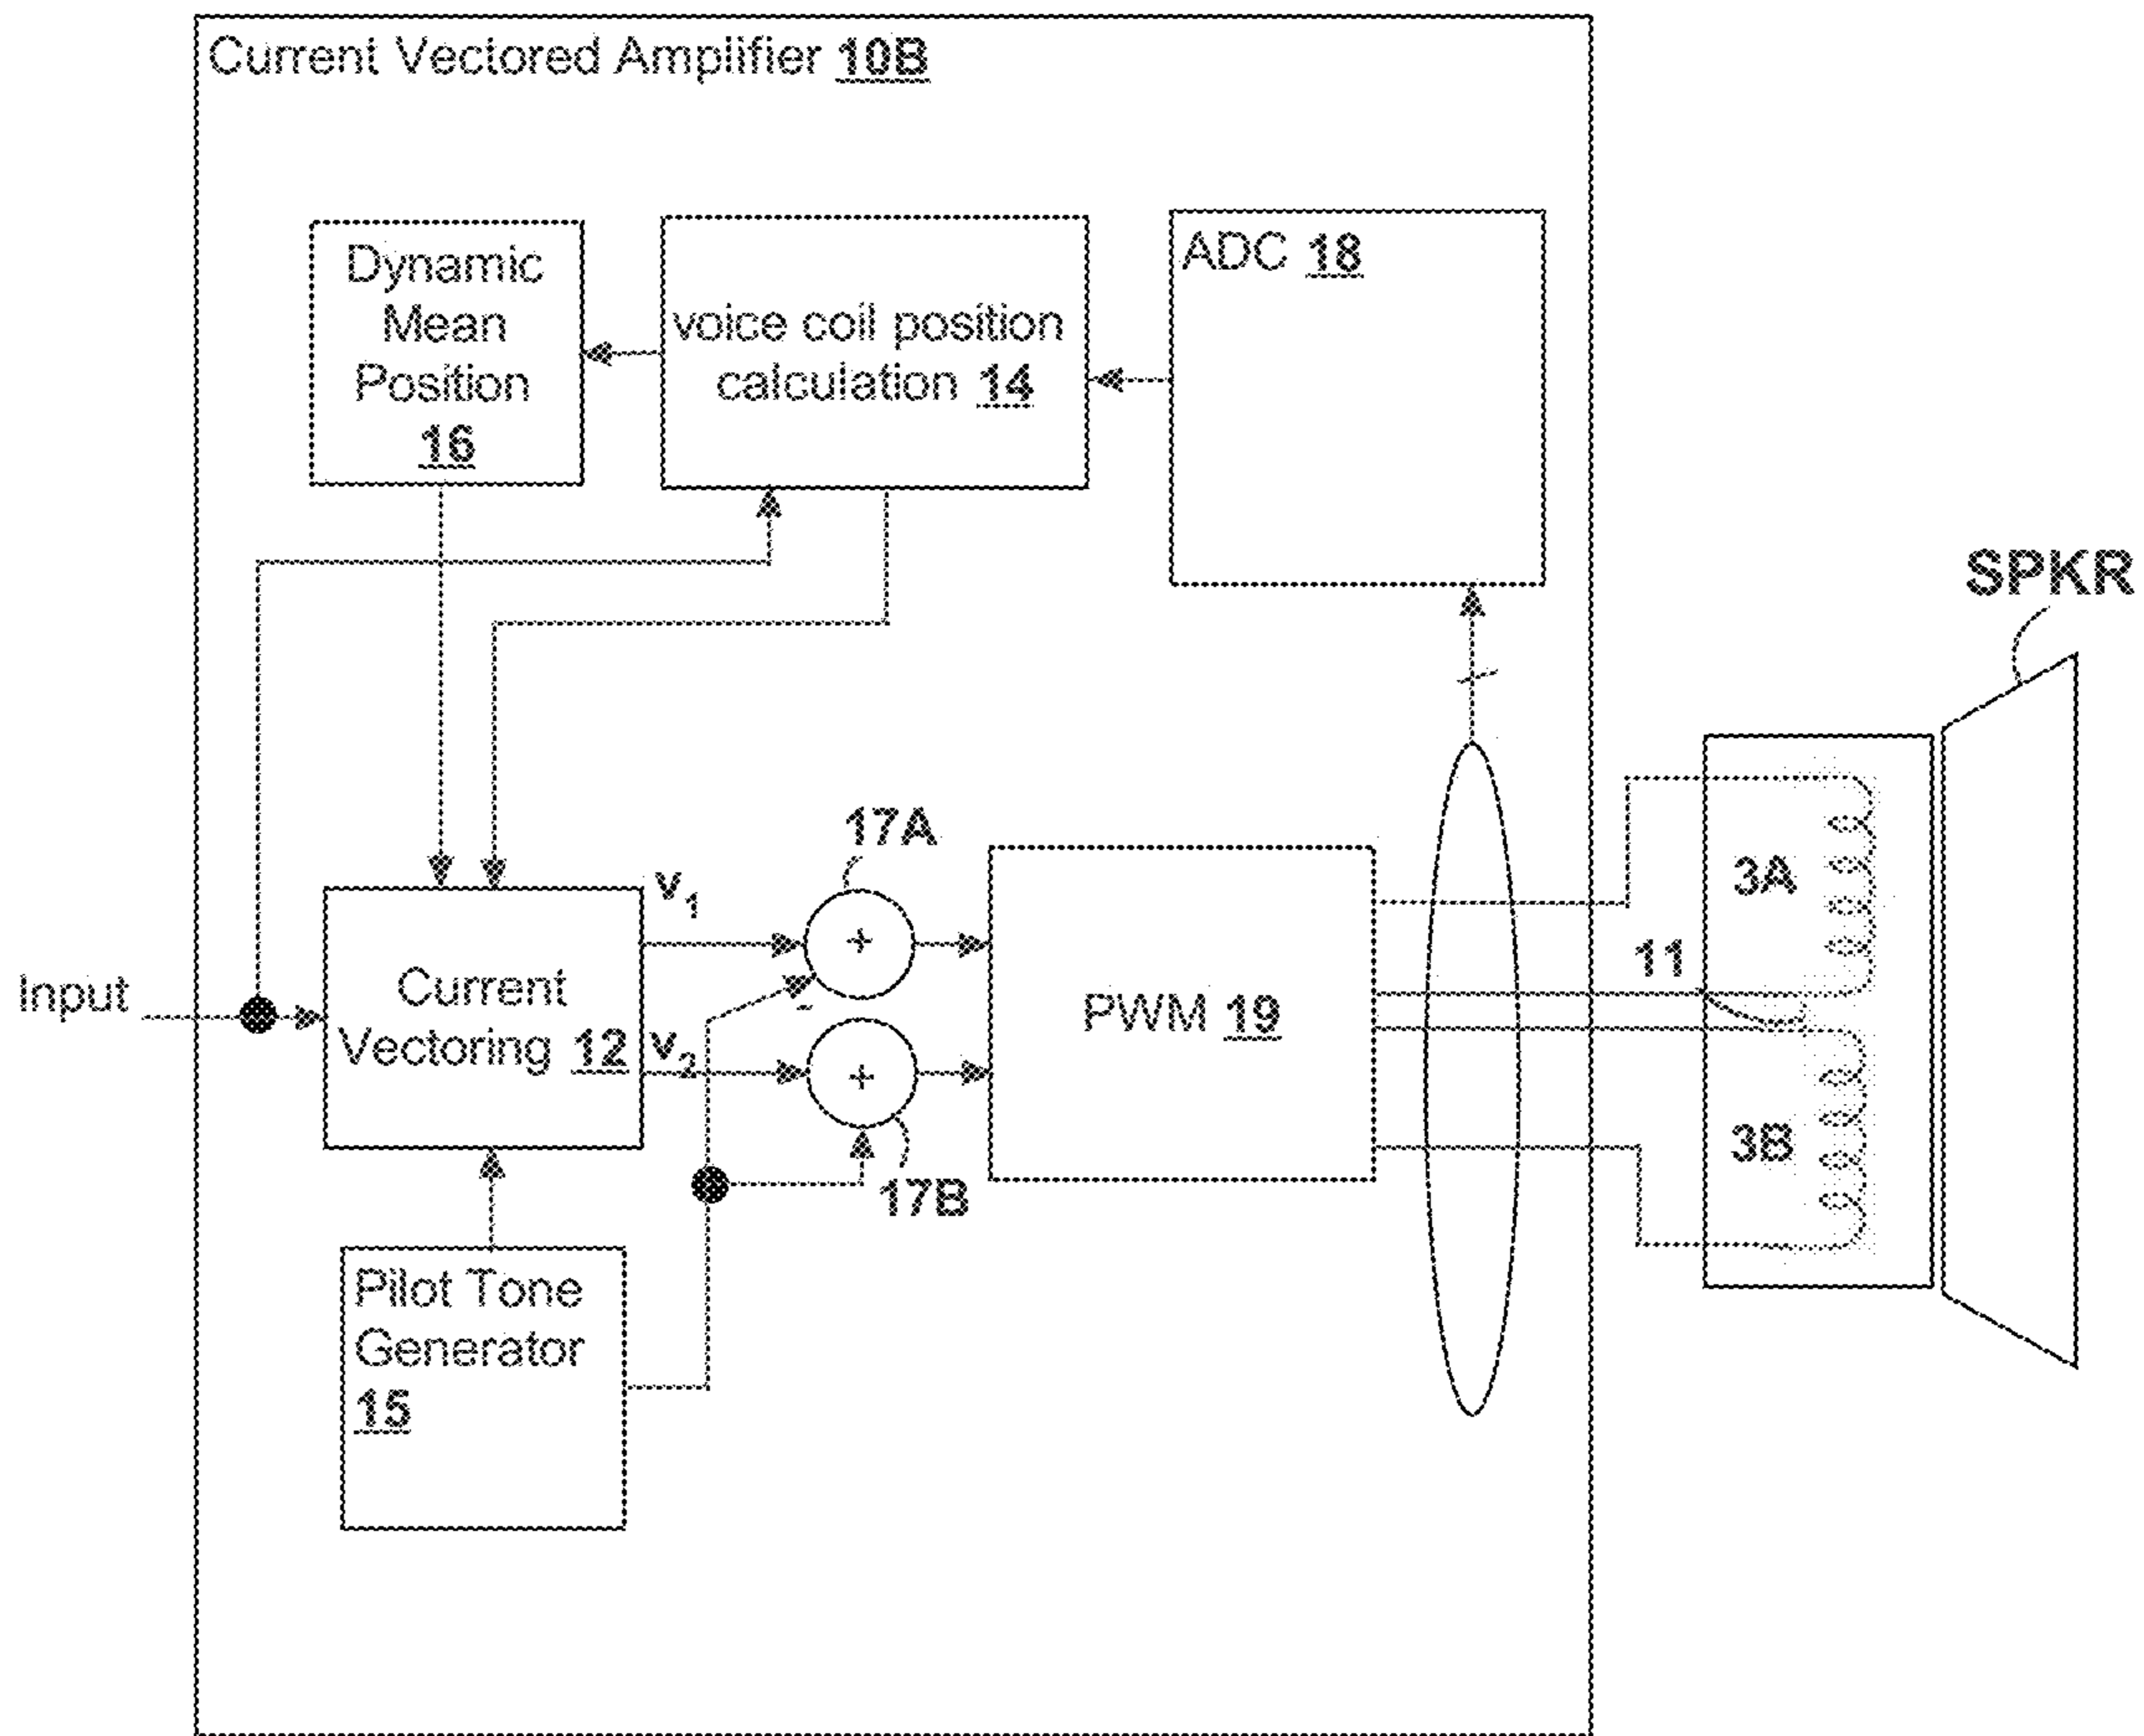 Current Vectored Amplifier 10B
Dynamic
Mean
Position
16
voice coil position
calculation 14
ADC 18
SPKR
17A
v1
3A
11
Input
Current
Vectoring 12
v2
+
-
+
PWM 19
3B
17B
Pilot Tone
Generator
15